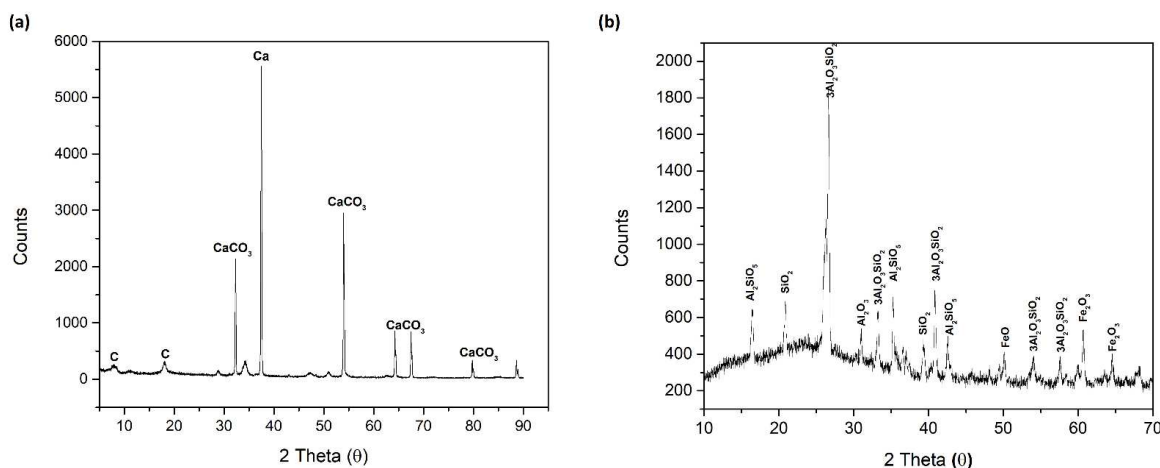 (a)
6000
5000
4000
3000
2000
1000
0
Counts
C
C
CaCO₃
Ca
CaCO₃
CaCO₃
CaCO₃
5 10 20 30 40 50 60 70 80 90
2 Theta (θ)
(b)
2000
1800
1600
1400
1200
1000
800
600
400
200
Counts
Al₂SiO₅
SiO₂
3Al₂O₃SiO₂
Al₂O₃
3Al₂O₃SiO₂
Al₂SiO₅
SiO₂
3Al₂O₃SiO₂
Al₂SiO₅
FeO
3Al₂O₃SiO₂
3Al₂O₃SiO₂
Fe₂O₃
Fe₂O₃
10 20 30 40 50 60 70
2 Theta (θ)